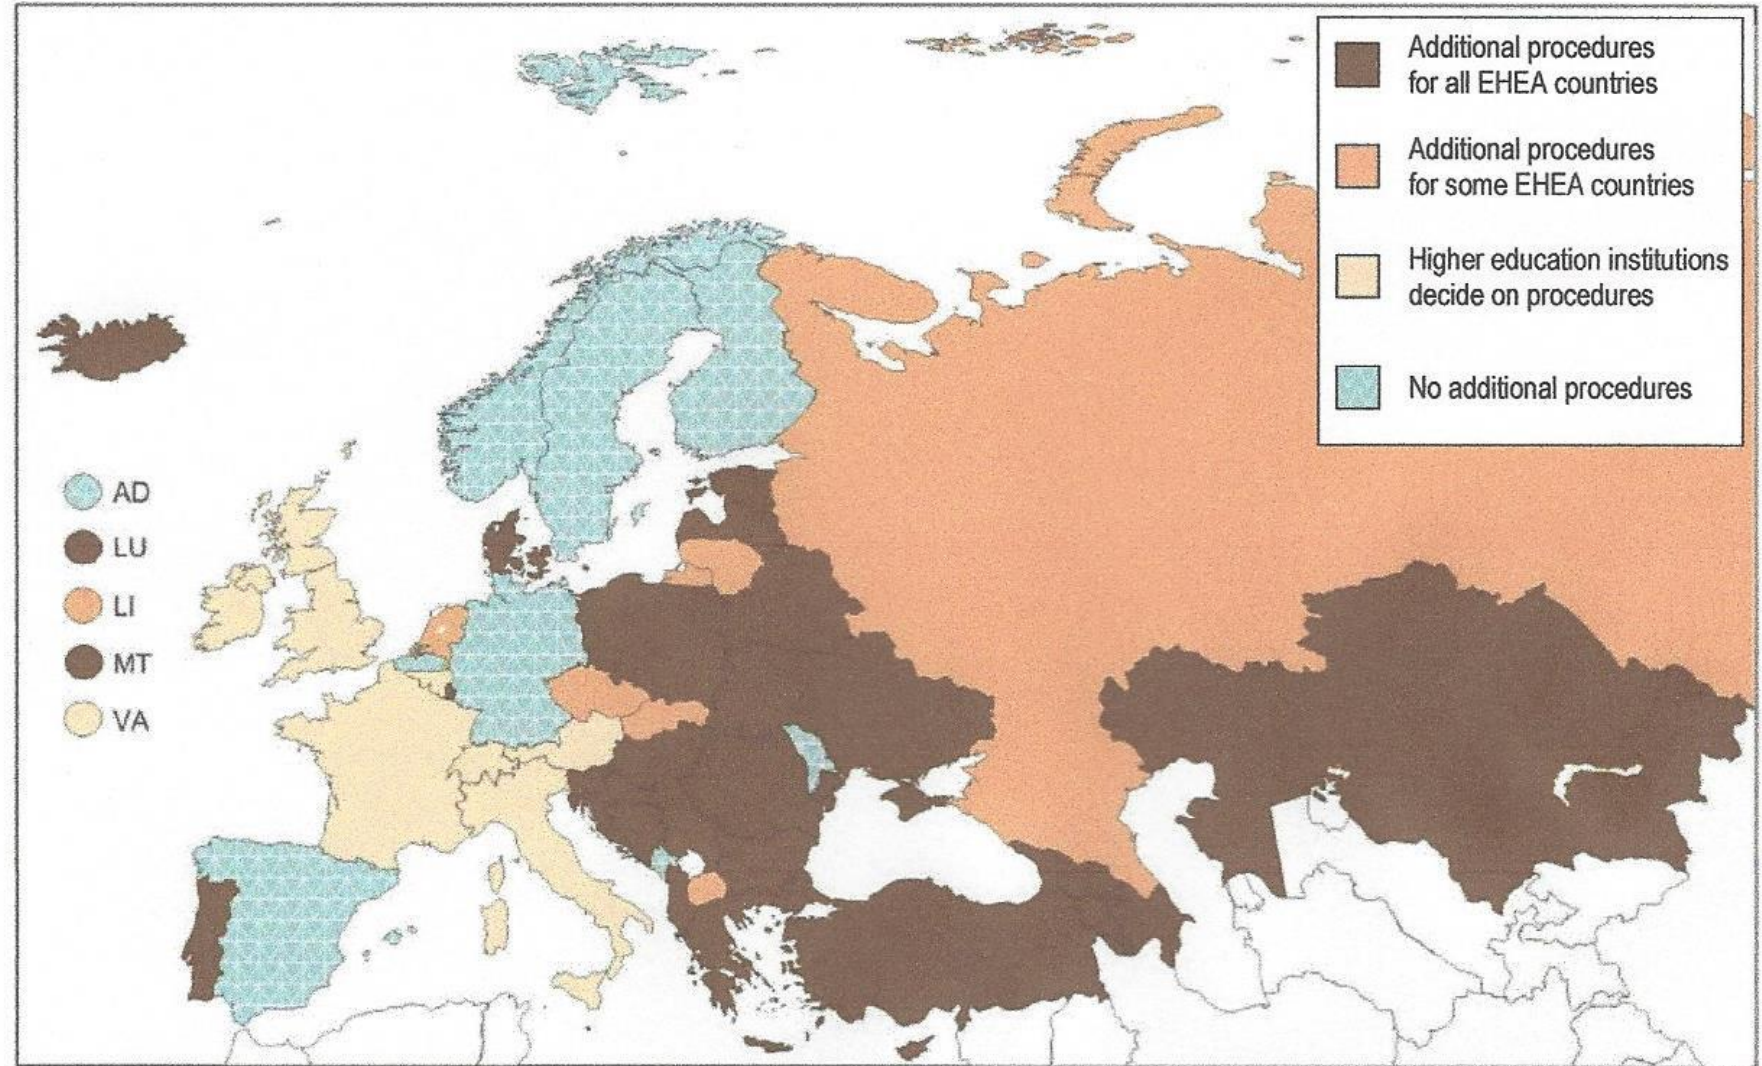 Additional procedures
for all EHEA countries
Additional procedures
for some EHEA countries
Higher education institutions
decide on procedures
No additional procedures
AD
LU
LI
MT
VA